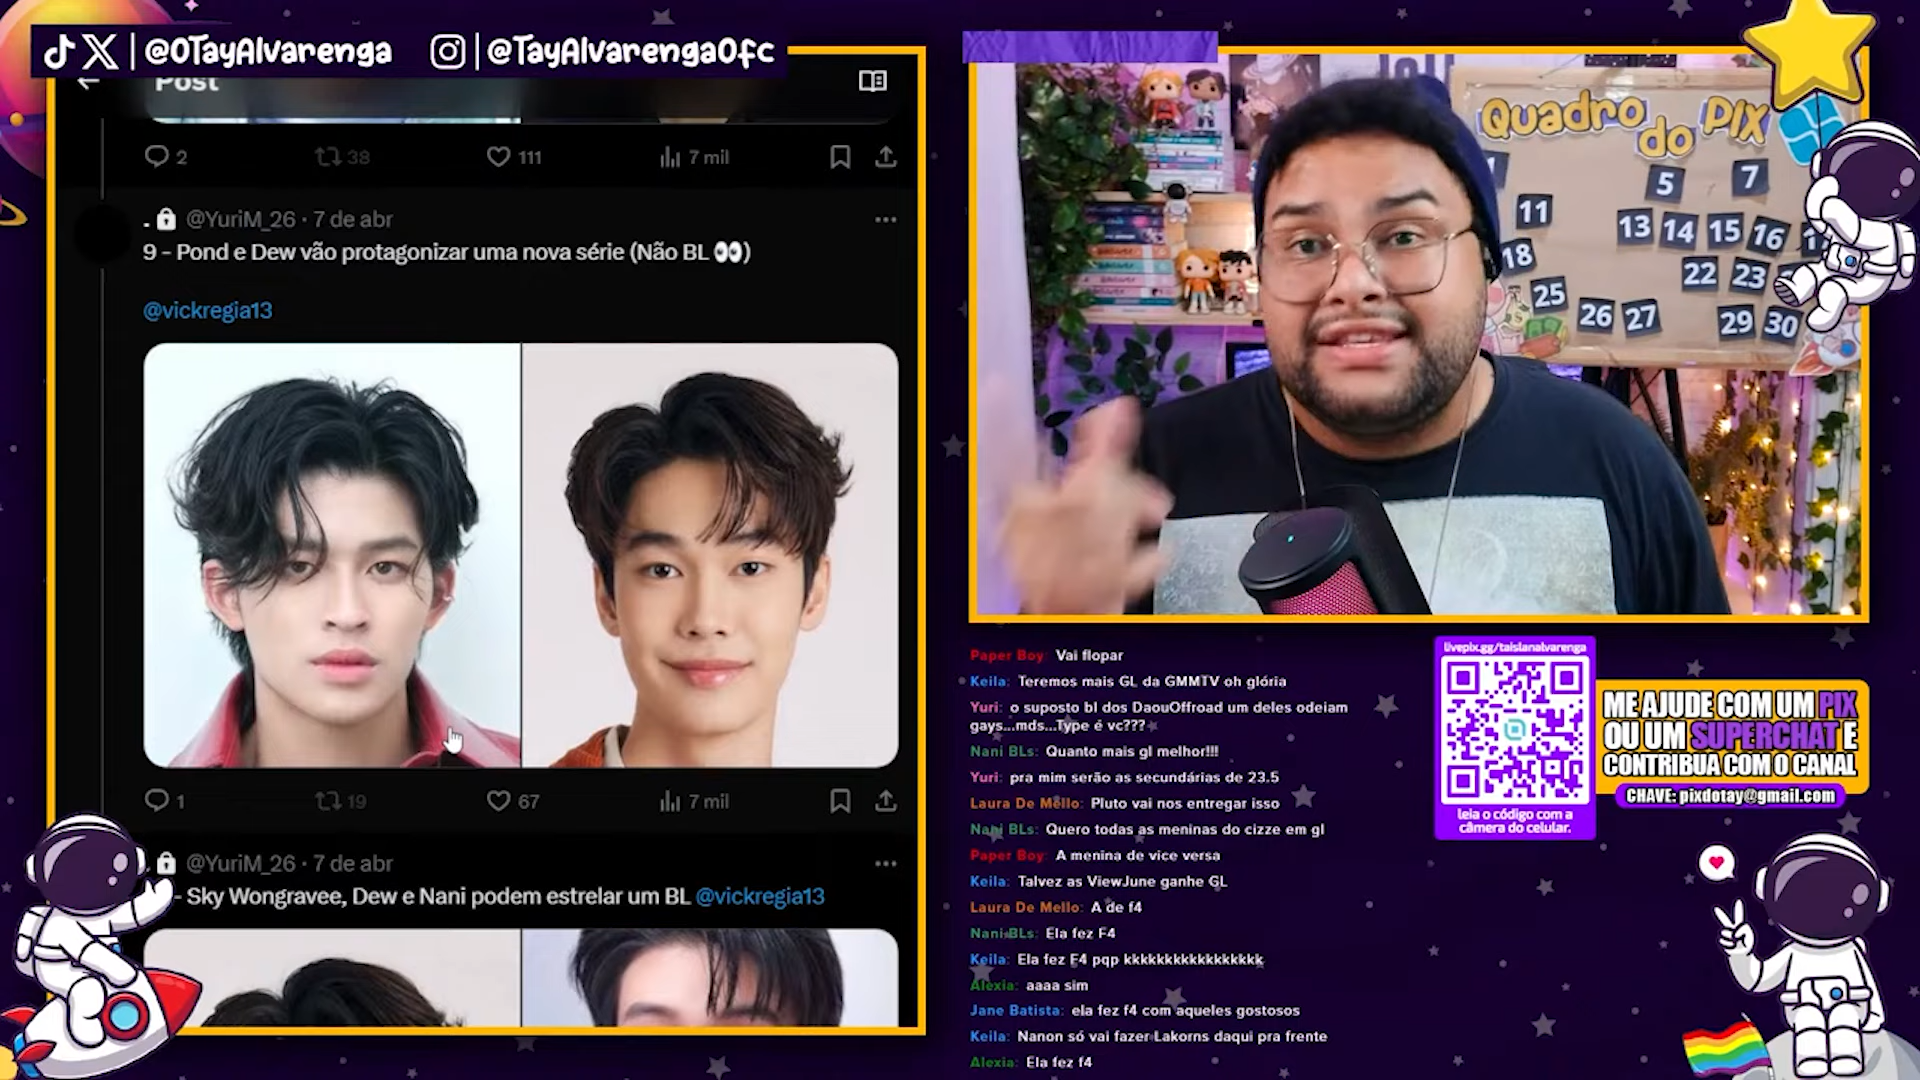 @OTayAlvarenga
@TayAlvarengaOfc
Post
2
38
111
7 mil
. @YuriM_26 · 7 de abr
9 - Pond e Dew vão protagonizar uma nova série (Não BL 👀)
@vickregia13
1
19
67
7 mil
@YuriM_26 · 7 de abr
- Sky Wongravee, Dew e Nani podem estrelar um BL @vickregia13
Quadro do PIX
5
7
11
13 14 15 16
18
22 23
25
26 27
29 30
Paper Boy: Vai flopar
Keila: Teremos mais GL da GMMTV oh glória
Yuri: o suposto bl dos DaouOffroad um deles odeiam
gays...mds...Type é vc???
Nani BLs: Quanto mais gl melhor!!!
Yuri: pra mim serão as secundárias de 23.5
Laura De Mello: Pluto vai nos entregar isso
Nani BLs: Quero todas as meninas do cizze em gl
Paper Boy: A menina de vice versa
Keila: Talvez as ViewJune ganhe GL
Laura De Mello: A de f4
Nani BLs: Ela fez F4
Keila: Ela fez F4 pqp kkkkkkkkkkkkkkkkk
Alexia: aaaa sim
Jane Batista: ela fez f4 com aqueles gostosos
Keila: Nanon só vai fazer Lakorns daqui pra frente
Alexia: Ela fez f4
livepix.gg/taislanalvarenga
leia o código com a
câmera do celular.
ME AJUDE COM UM PIX
OU UM SUPERCHAT E
CONTRIBUA COM O CANAL
CHAVE: pixdotay@gmail.com